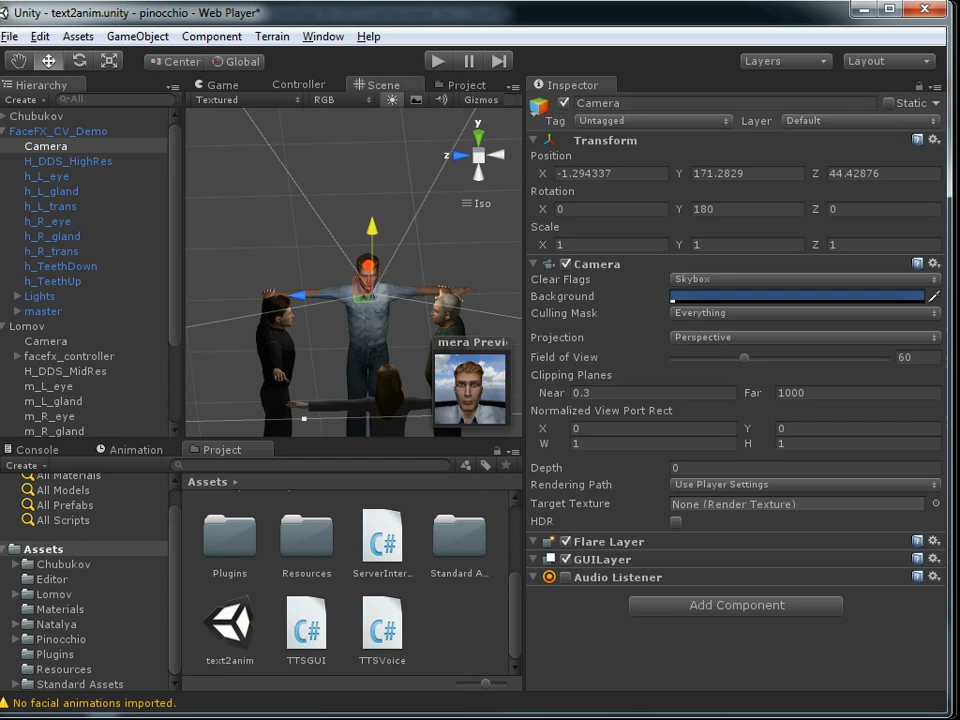 Unity - text2anim.unity - pinocchio - Web Player*
File Edit Assets GameObject Component Terrain Window Help
Center Global Layers Layout
Hierarchy
Create All
Chubukov
FaceFX_CV_Demo
Camera
H_DDS_HighRes
h_L_eye
h_L_gland
h_L_trans
h_R_eye
h_R_gland
h_R_trans
h_TeethDown
h_TeethUp
Lights
master
Lomov
Camera
facefx_controller
H_DDS_MidRes
m_L_eye
m_L_gland
m_R_eye
m_R_gland
Game Controller Scene Project
Textured RGB Gizmos
y
z
Iso
mera Previ
Console Animation Project
Create
All Materials
All Models
All Prefabs
All Scripts
Assets
Chubukov
Editor
Lomov
Materials
Natalya
Pinocchio
Plugins
Resources
Standard Assets
Assets
C#
Plugins Resources ServerInter... Standard A...
C# C#
text2anim TTSGUI TTSVoice
Inspector
Camera Static
Tag Untagged Layer Default
Transform
Position
X -1.294337 Y 171.2829 Z 44.42876
Rotation
X 0 Y 180 Z 0
Scale
X 1 Y 1 Z 1
Camera
Clear Flags Skybox
Background
Culling Mask Everything
Projection Perspective
Field of View 60
Clipping Planes
Near 0.3 Far 1000
Normalized View Port Rect
X 0 Y 0
W 1 H 1
Depth 0
Rendering Path Use Player Settings
Target Texture None (Render Texture)
HDR
Flare Layer
GUILayer
Audio Listener
Add Component
No facial animations imported.